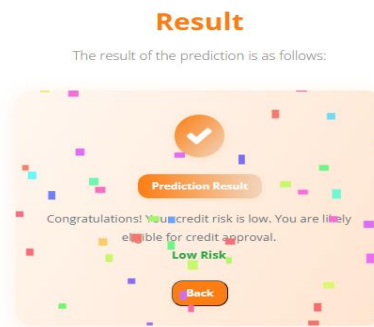 Result
The result of the prediction is as follows:
Prediction Result
Congratulations! Your credit risk is low. You are likely
eligible for credit approval.
Low Risk
Back